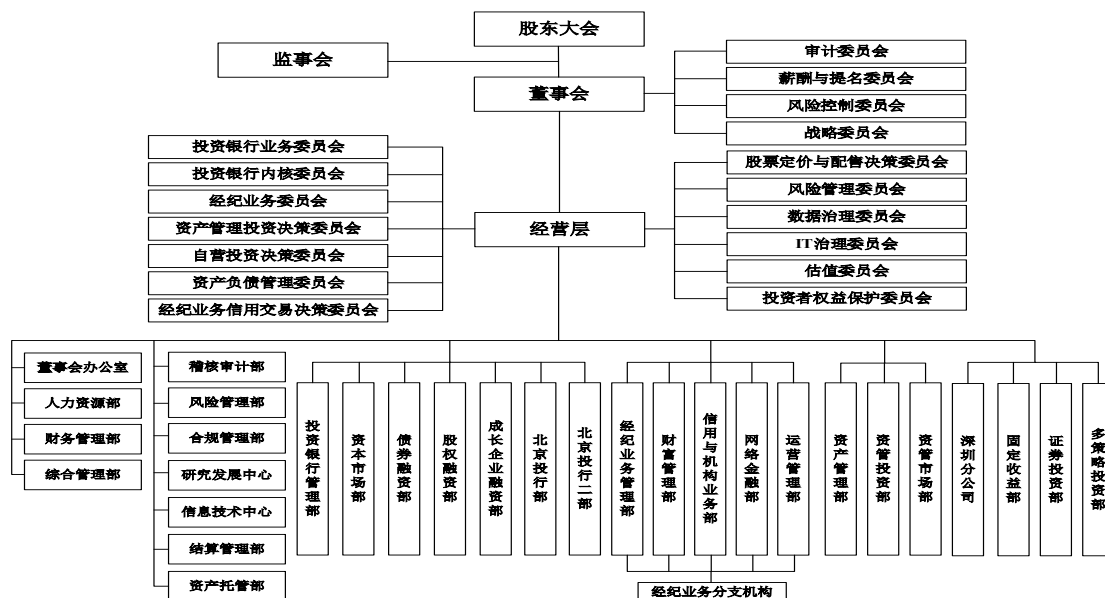 股东大会
监事会
董事会
审计委员会
薪酬与提名委员会
风险控制委员会
战略委员会
投资银行业务委员会
投资银行内核委员会
经纪业务委员会
资产管理投资决策委员会
自营投资决策委员会
资产负债管理委员会
经纪业务信用交易决策委员会
经营层
股票定价与配售决策委员会
风险管理委员会
数据治理委员会
IT治理委员会
估值委员会
投资者权益保护委员会
董事会办公室
人力资源部
财务管理部
综合管理部
稽核审计部
风险管理部
合规管理部
研究发展中心
信息技术中心
结算管理部
资产托管部
投资银行管理部
资本市场部
债券融资部
股权融资部
成长企业融资部
北京投行部
北京投行二部
经纪业务管理部
财富管理部
信用与机构业务部
网络金融部
运营管理部
资产管理部
资管投资部
资管市场部
深圳分公司
固定收益部
证券投资部
多策略投资部
经纪业务分支机构